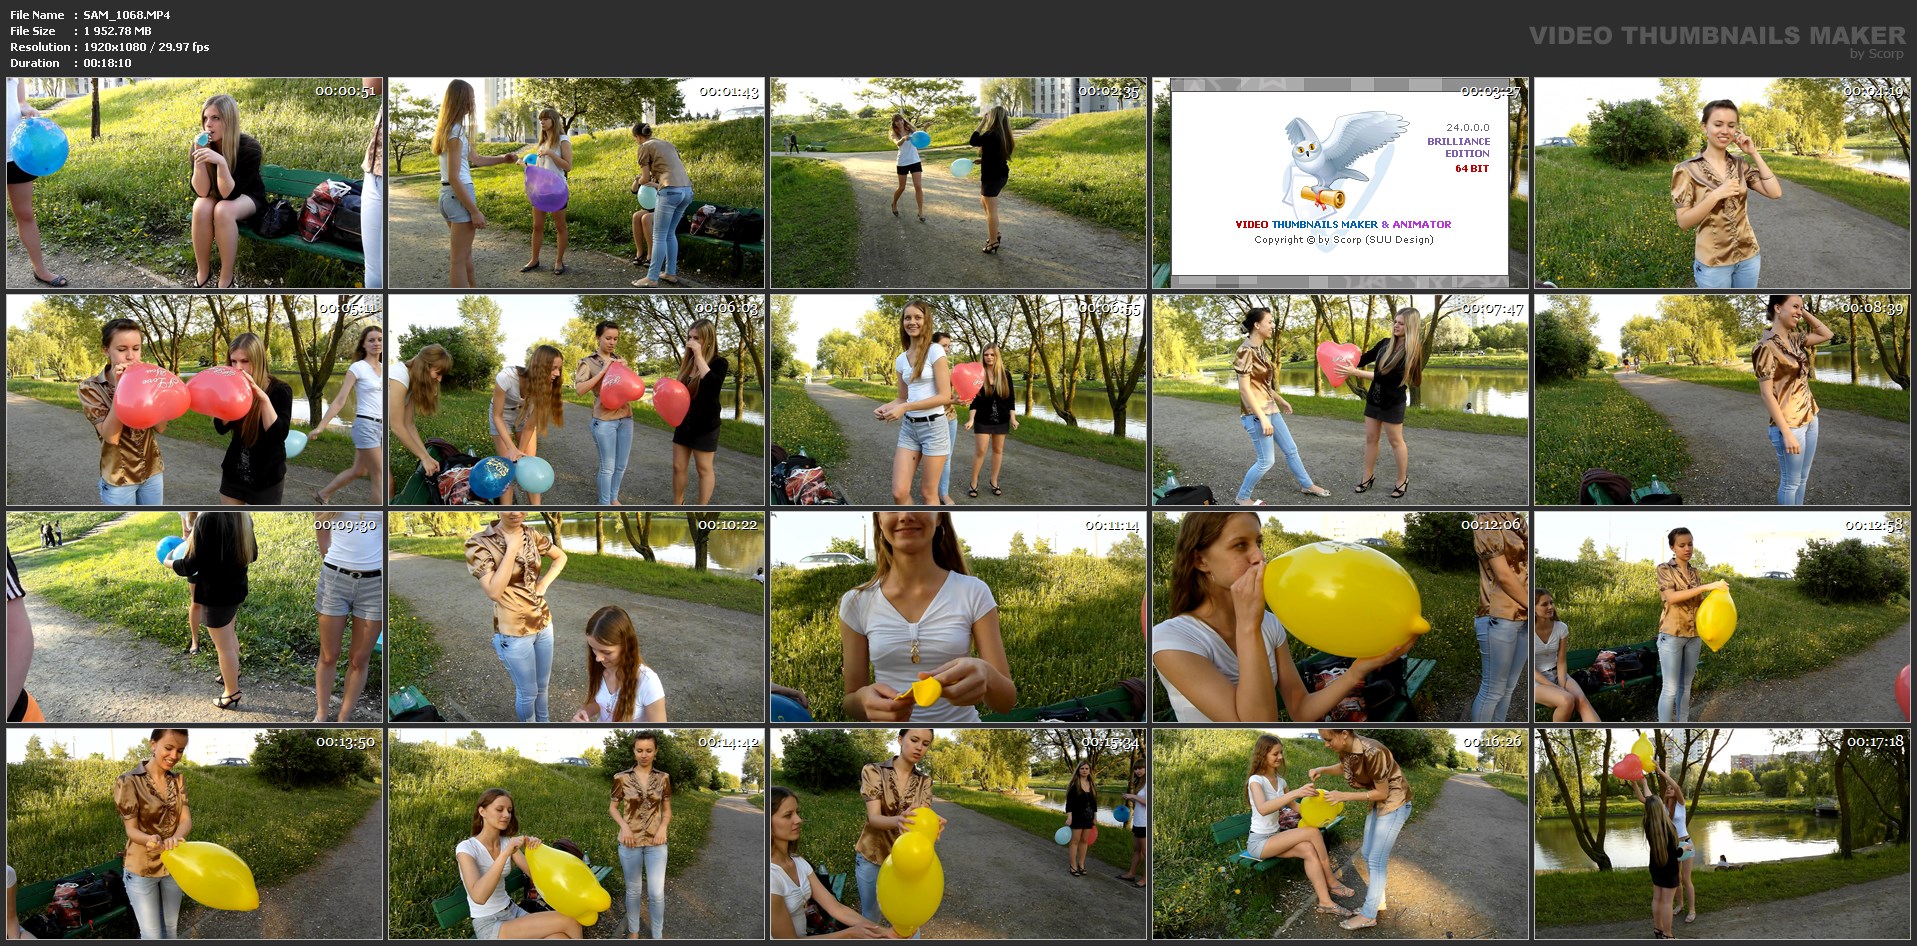 File Name : SAM_1068.MP4
File Size : 1 952.78 MB
Resolution : 1920x1080 / 29.97 fps
Duration : 00:18:10
VIDEO THUMBNAILS MAKER
by Scorp
00:00:51
00:01:43
00:02:35
00:03:27
00:04:19
24.0.0.0
BRILLIANCE
EDITION
64 BIT
VIDEO THUMBNAILS MAKER & ANIMATOR
Copyright © by Scorp (SUU Design)
00:05:11
00:06:03
00:06:55
00:07:47
00:08:39
I Love
You
00:09:30
00:10:22
00:11:14
00:12:06
00:12:58
00:13:50
00:14:42
00:15:34
00:16:26
00:17:18